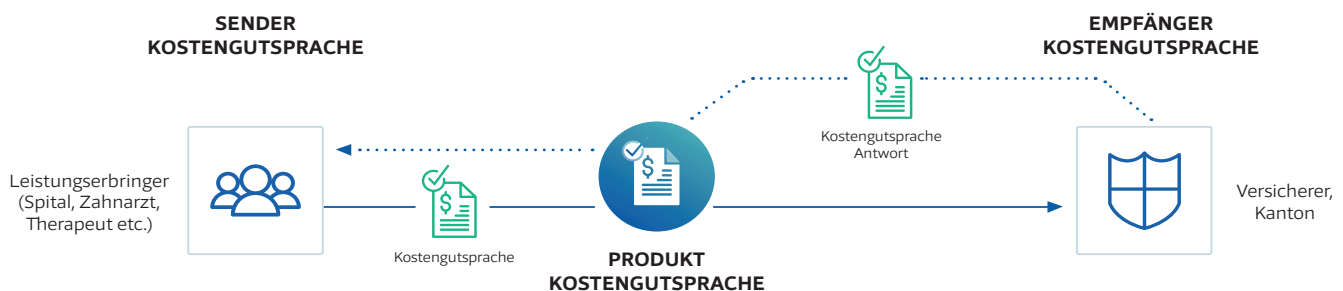 SENDER
KOSTENGUTSPRACHE
EMPFÄNGER
KOSTENGUTSPRACHE
$
Kostengutsprache
Antwort
$
Leistungserbringer
(Spital, Zahnarzt,
Therapeut etc.)
$
Versicherer,
Kanton
Kostengutsprache
PRODUKT
KOSTENGUTSPRACHE